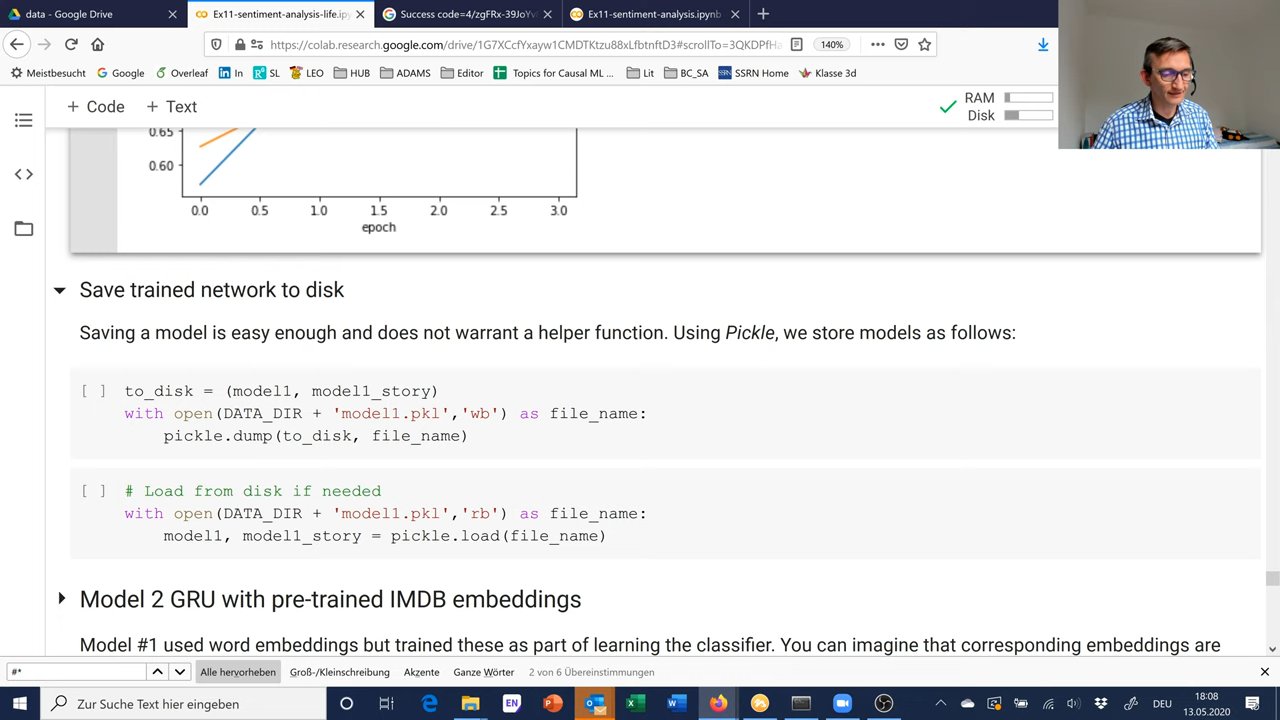 data - Google Drive
Ex11-sentiment-analysis-life.ipy
Success code=4/zgFRx-39JoYv
Ex11-sentiment-analysis.ipynb
https://colab.research.google.com/drive/1G7XCcfYxayw1CMDTKtzu88xLfbtnftD3#scrollTo=3QKDPfHa
140%
Meistbesucht
Google
Overleaf
In
SL
LEO
HUB
ADAMS
Editor
Topics for Causal ML ...
Lit
BC_SA
SSRN Home
Klasse 3d
+ Code
+ Text
RAM
Disk
0.65
0.60
0.0 0.5 1.0 1.5 2.0 2.5 3.0
epoch
Save trained network to disk
Saving a model is easy enough and does not warrant a helper function. Using Pickle, we store models as follows:
[ ] to_disk = (model1, model1_story)
with open(DATA_DIR + 'model1.pkl','wb') as file_name:
pickle.dump(to_disk, file_name)
[ ] # Load from disk if needed
with open(DATA_DIR + 'model1.pkl','rb') as file_name:
model1, model1_story = pickle.load(file_name)
Model 2 GRU with pre-trained IMDB embeddings
Model #1 used word embeddings but trained these as part of learning the classifier. You can imagine that corresponding embeddings are
#*
Alle hervorheben
Groß-/Kleinschreibung
Akzente
Ganze Wörter
2 von 6 Übereinstimmungen
Zur Suche Text hier eingeben
EN
DEU
18:08
13.05.2020